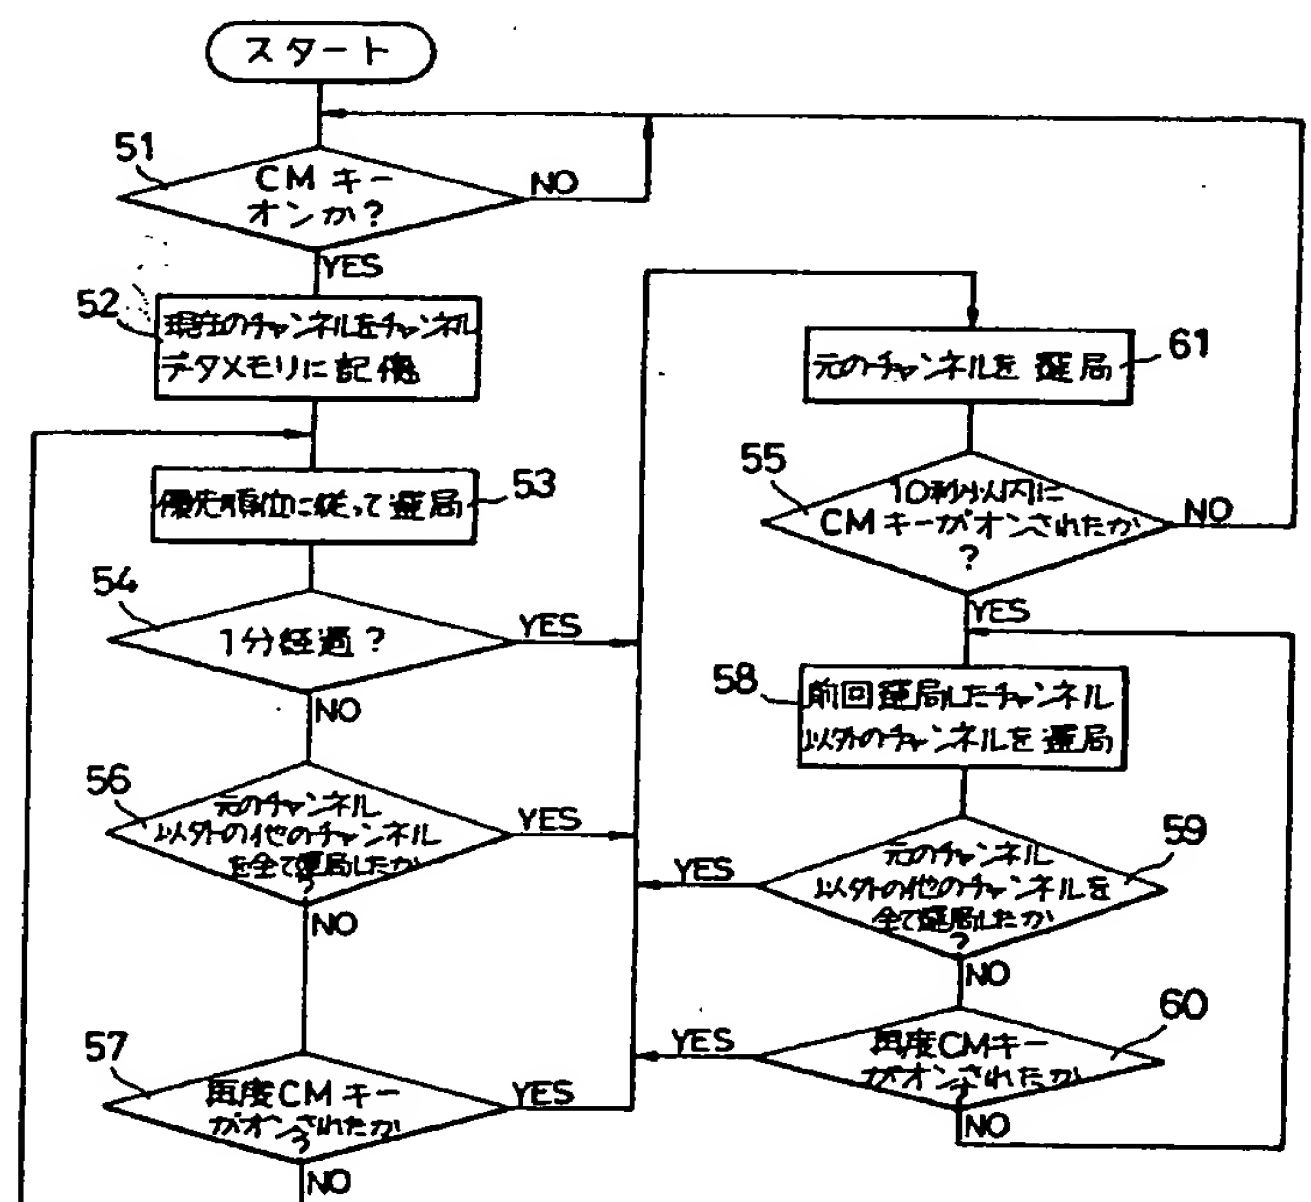 スタート
51
CM キー
オンか?
NO
YES
52
現在のチャンネルをチャンネル
データメモリに記憶
53
優先順位に従って選局
54
1分経過?
YES
NO
56
元のチャンネル
以外の他のチャンネル
を全て選局したか
?
YES
NO
57
再度CMキー
がオンされたか
?
YES
NO
61
元のチャンネルを選局
55
10秒以内に
CMキーがオンされたか
?
NO
YES
58
前回選局したチャンネル
以外のチャンネルを選局
59
元のチャンネル
以外の他のチャンネルを
全て選局したか
?
YES
NO
60
再度CMキー
がオンされたか
?
YES
NO